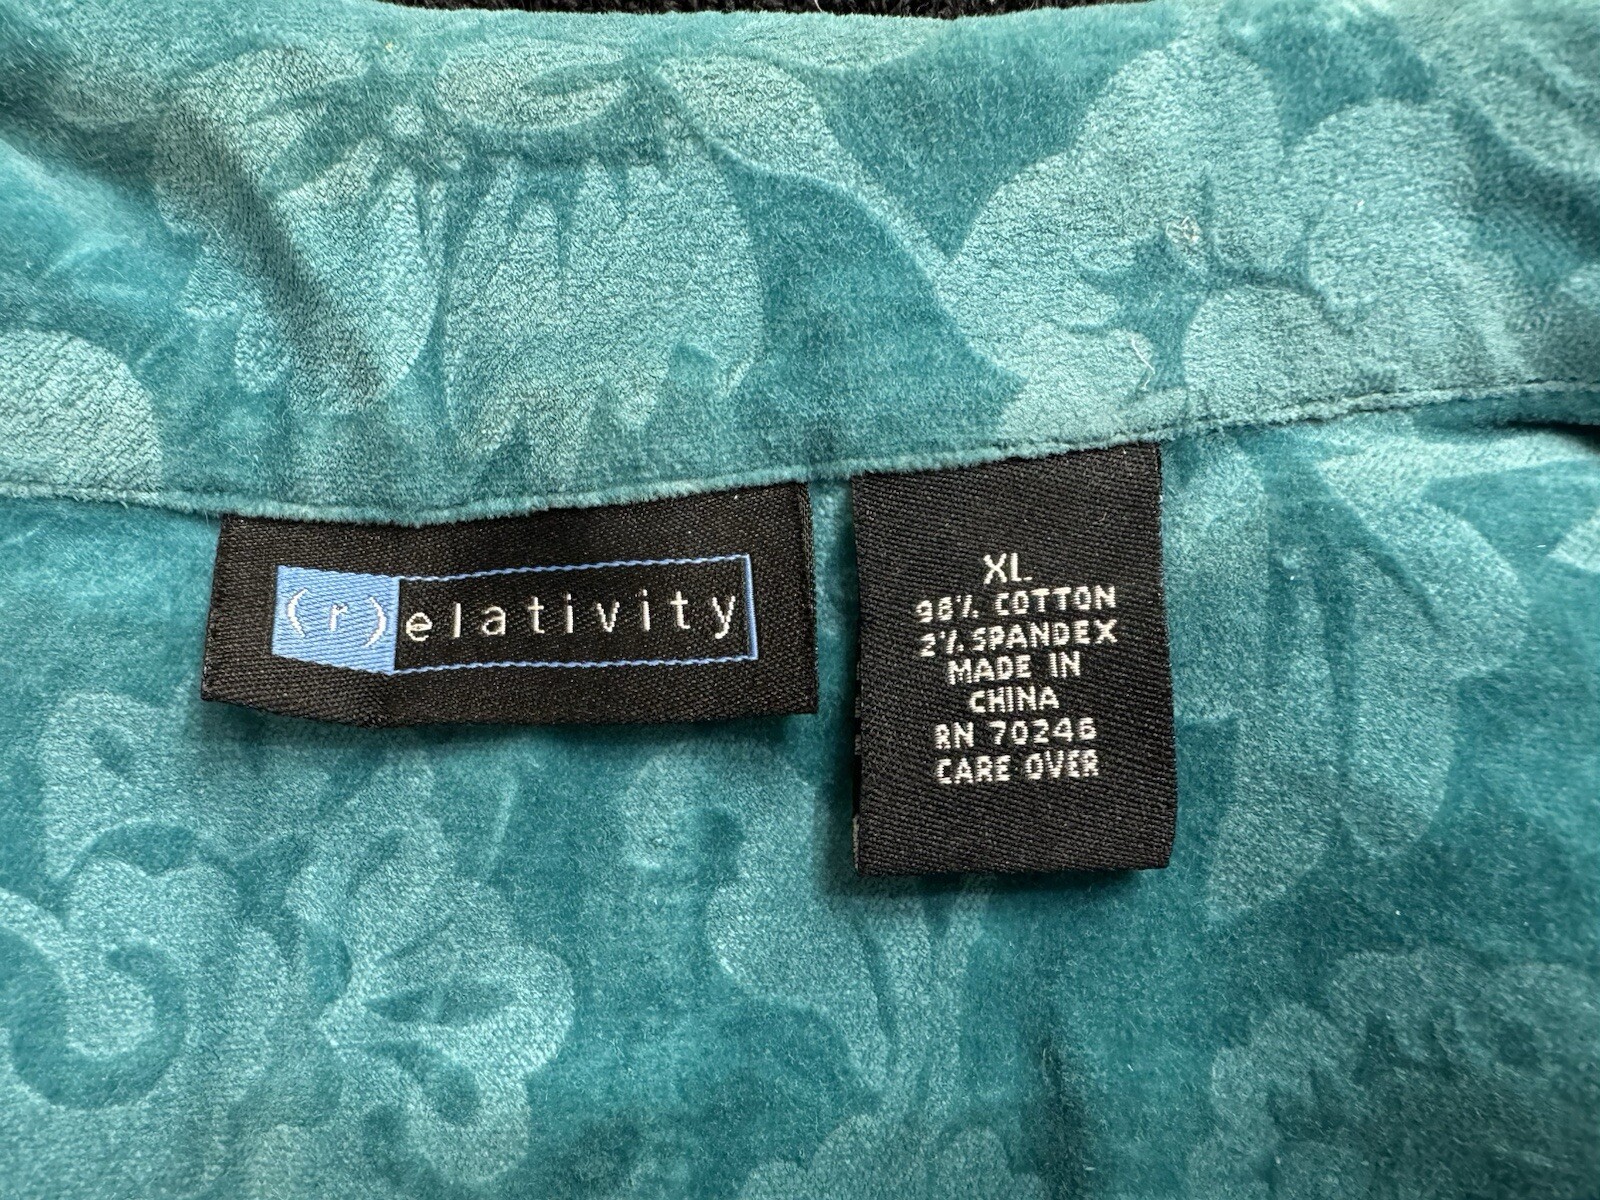 (r)elativity
XL
98% COTTON
2% SPANDEX
MADE IN
CHINA
RN 70246
CARE OVER